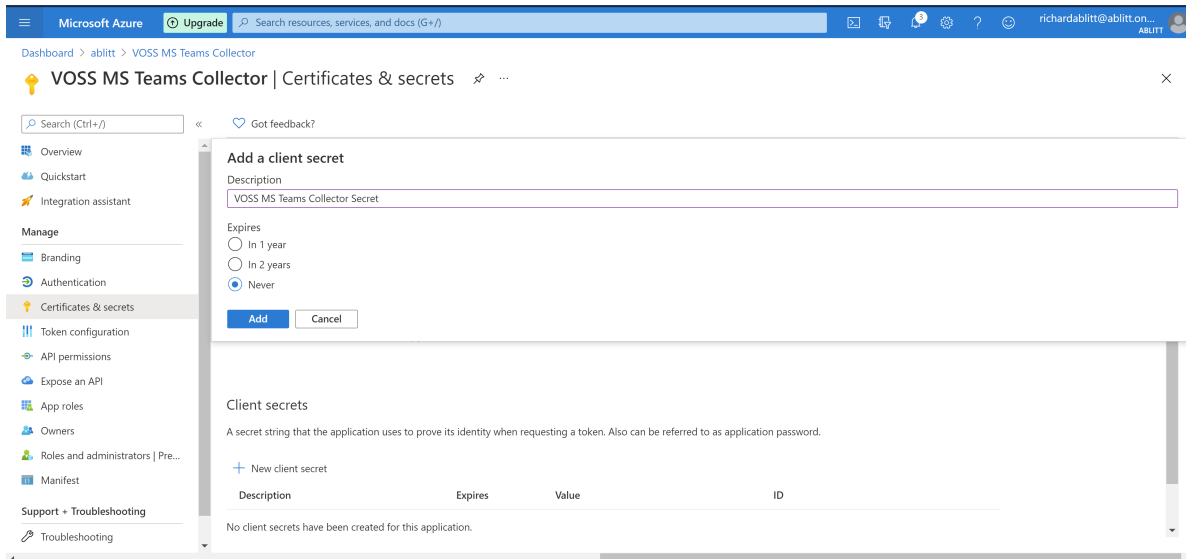 Microsoft Azure
Upgrade
Search resources, services, and docs (G+/)
3
richardablitt@ablitt.on...
ABLITT
Dashboard > ablitt > VOSS MS Teams Collector
VOSS MS Teams Collector | Certificates & secrets
Search (Ctrl+/)
Got feedback?
Overview
Quickstart
Integration assistant
Manage
Branding
Authentication
Certificates & secrets
Token configuration
API permissions
Expose an API
App roles
Owners
Roles and administrators | Pre...
Manifest
Support + Troubleshooting
Troubleshooting
Add a client secret
Description
VOSS MS Teams Collector Secret
Expires
In 1 year
In 2 years
Never
Add
Cancel
Client secrets
A secret string that the application uses to prove its identity when requesting a token. Also can be referred to as application password.
New client secret
Description Expires Value ID
No client secrets have been created for this application.